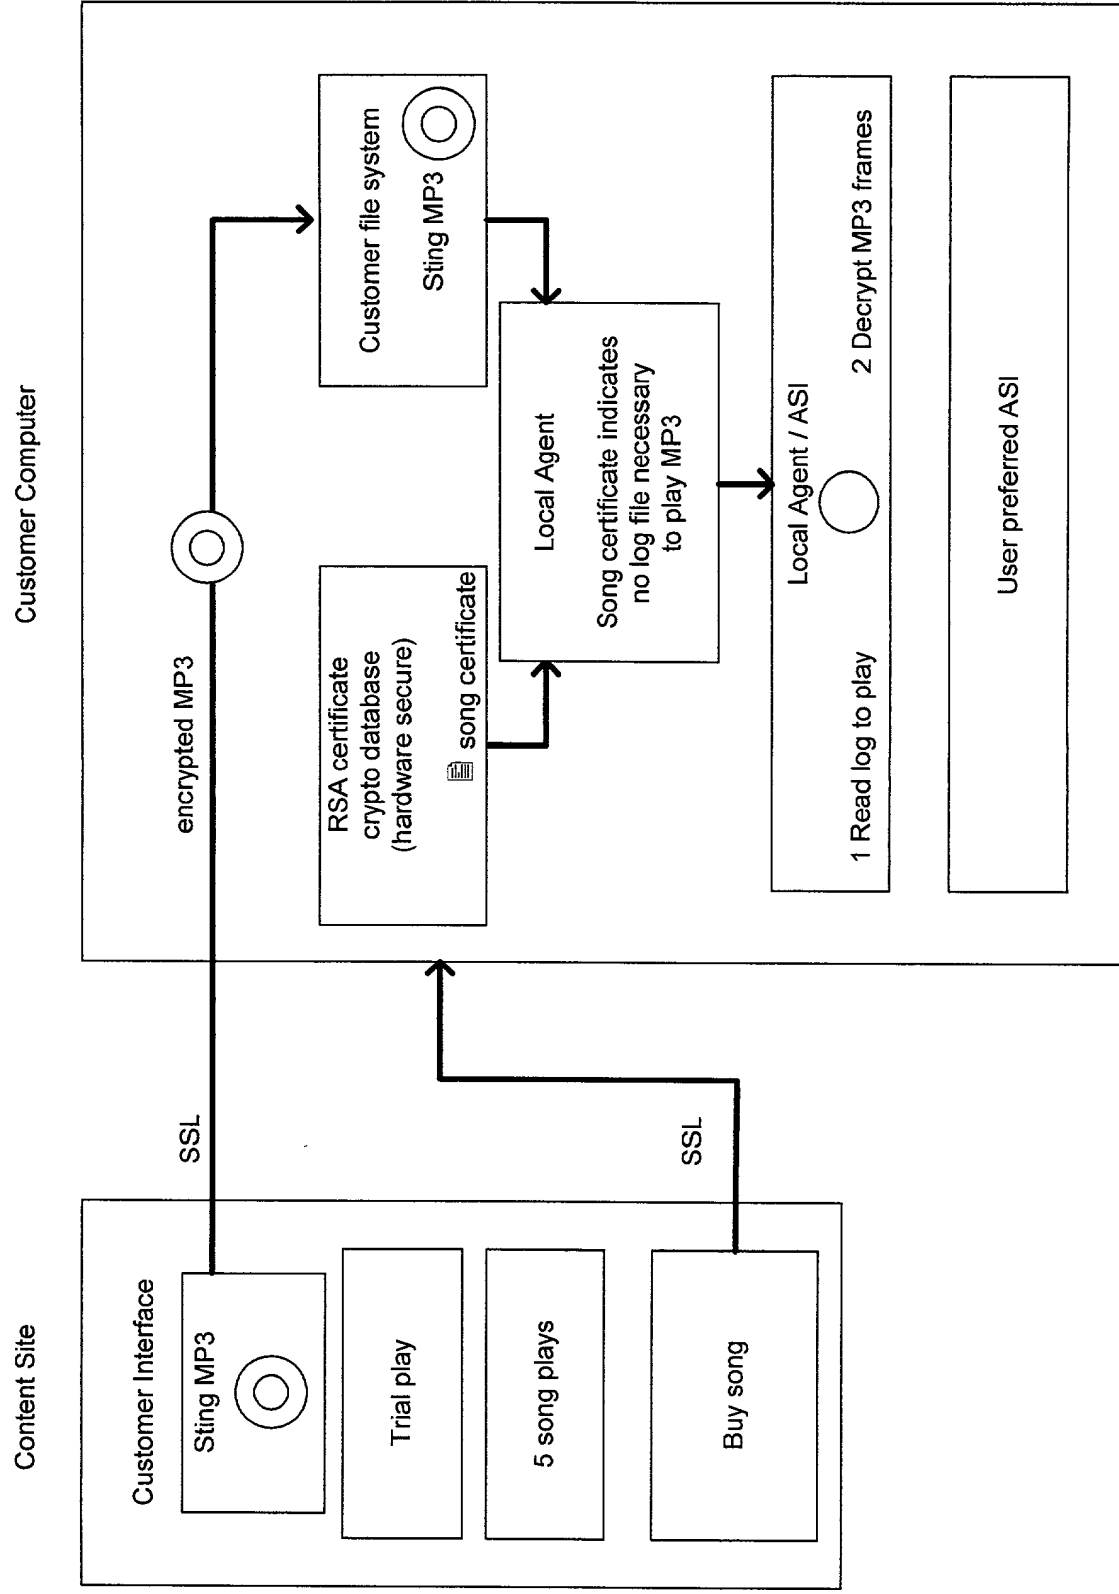 Content Site
Customer Computer
Customer Interface
Sting MP3
Trial play
5 song plays
Buy song
SSL
encrypted MP3
SSL
RSA certificate
crypto database
(hardware secure)
song certificate
Customer file system
Sting MP3
Local Agent
Song certificate indicates
no log file necessary
to play MP3
Local Agent / ASI
1 Read log to play
2 Decrypt MP3 frames
User preferred ASI